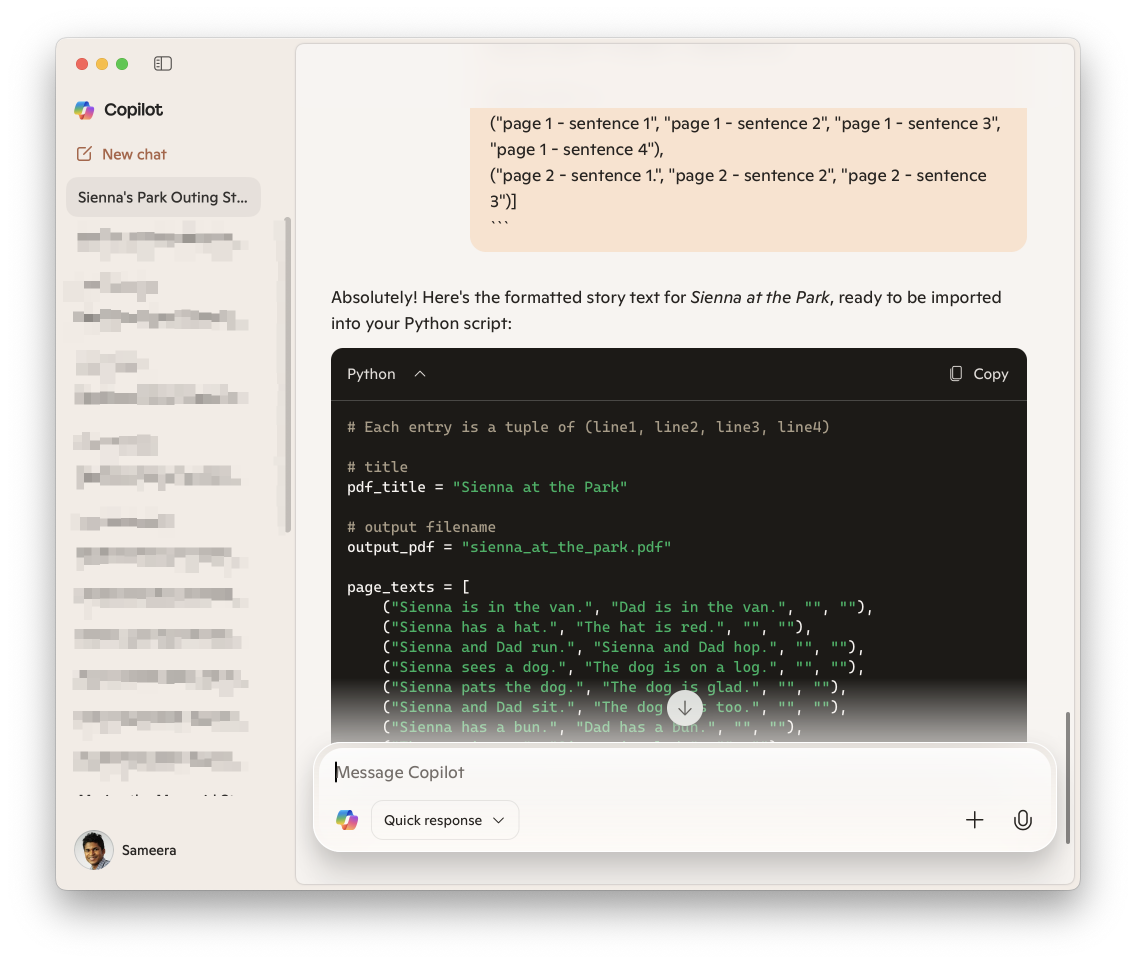 Copilot
New chat
Sienna's Park Outing St...
Sameera
("page 1 - sentence 1", "page 1 - sentence 2", "page 1 - sentence 3",
"page 1 - sentence 4"),
("page 2 - sentence 1.", "page 2 - sentence 2", "page 2 - sentence
3")]
```
Absolutely! Here's the formatted story text for Sienna at the Park, ready to be imported
into your Python script:
Python
Copy
# Each entry is a tuple of (line1, line2, line3, line4)
# title
pdf_title = "Sienna at the Park"
# output filename
output_pdf = "sienna_at_the_park.pdf"
page_texts = [
("Sienna is in the van.", "Dad is in the van.", "", ""),
("Sienna has a hat.", "The hat is red.", "", ""),
("Sienna and Dad run.", "Sienna and Dad hop.", "", ""),
("Sienna sees a dog.", "The dog is on a log.", "", ""),
("Sienna pats the dog.", "The dog is glad.", "", ""),
("Sienna and Dad sit.", "The dog too.", "", ""),
("Sienna has a bun.", "Dad has a bun.", "", ""),
Message Copilot
Quick response